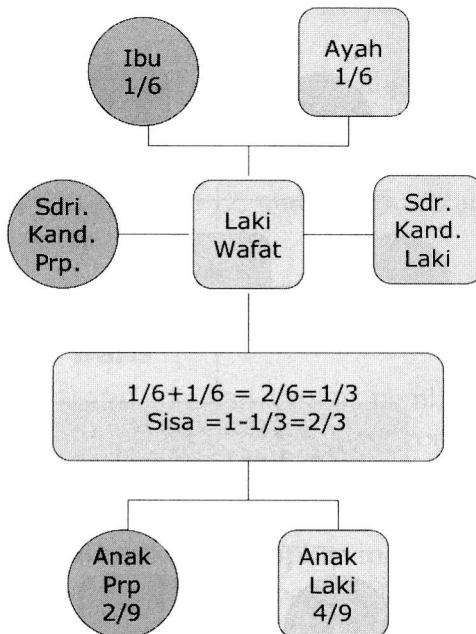 Ibu
1/6
Ayah
1/6
Sdri.
Kand.
Prp.
Laki
Wafat
Sdr.
Kand.
Laki
1/6+1/6 = 2/6=1/3
Sisa =1-1/3=2/3
Anak
Prp
2/9
Anak
Laki
4/9